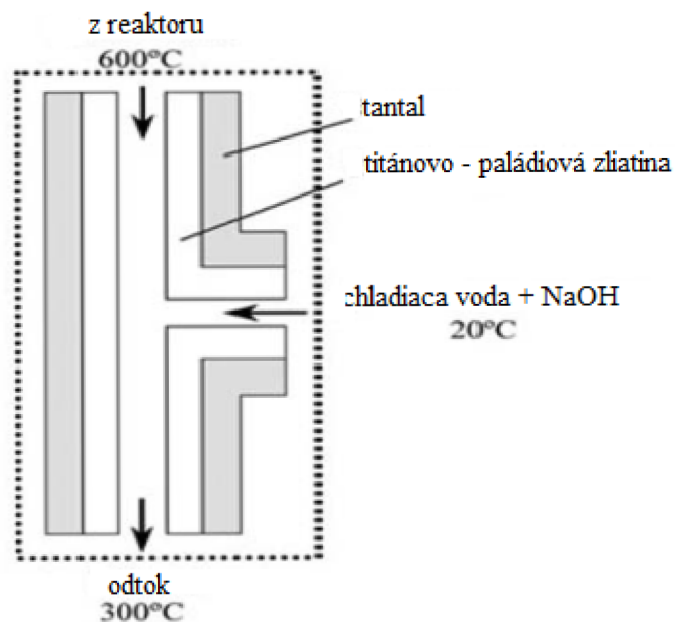 z reaktoru
600°C
tantal
titánovo - paládiová zliatina
chladiaca voda + NaOH
20°C
odtok
300°C